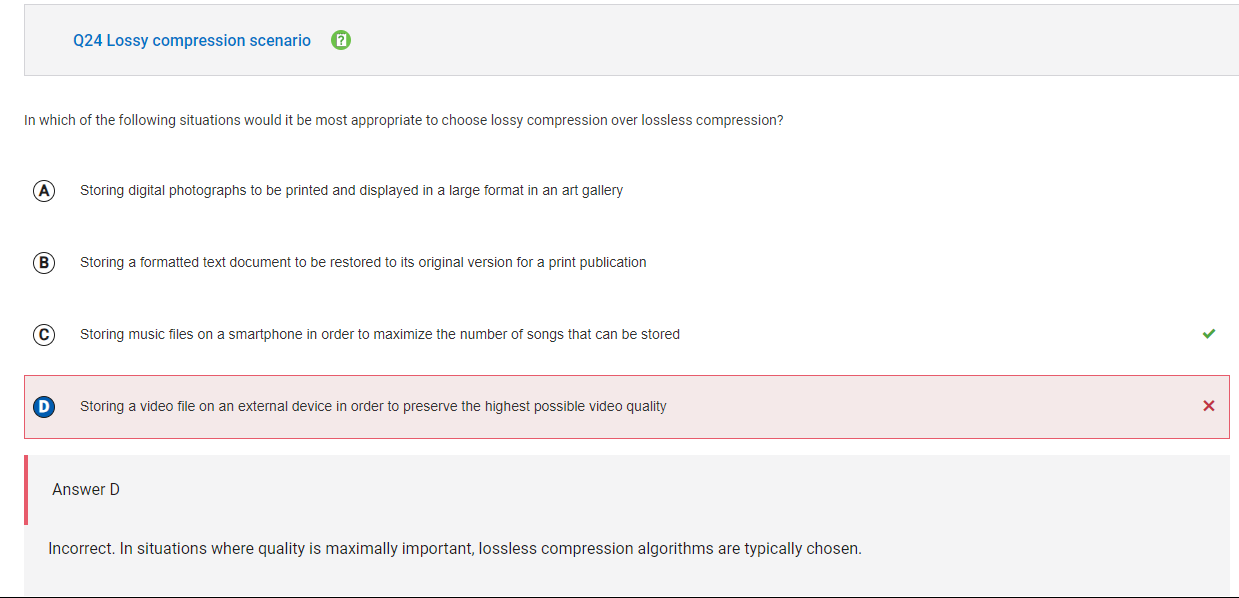 Q24 Lossy compression scenario ?
In which of the following situations would it be most appropriate to choose lossy compression over lossless compression?
A Storing digital photographs to be printed and displayed in a large format in an art gallery
B Storing a formatted text document to be restored to its original version for a print publication
C Storing music files on a smartphone in order to maximize the number of songs that can be stored
D Storing a video file on an external device in order to preserve the highest possible video quality
Answer D
Incorrect. In situations where quality is maximally important, lossless compression algorithms are typically chosen.